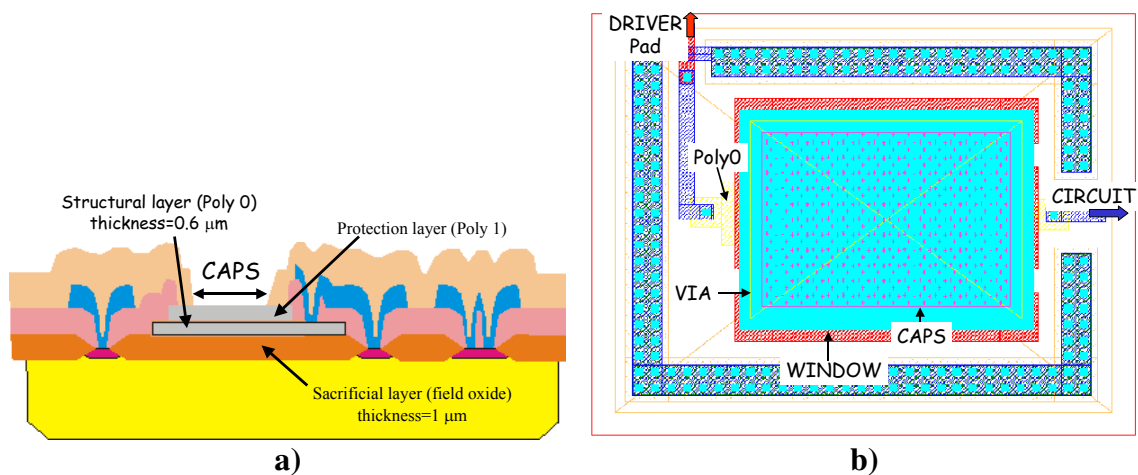 Structural layer (Poly 0)
thickness=0.6 μm
Protection layer (Poly 1)
CAPS
Sacrificial layer (field oxide)
thickness=1 μm
a)
DRIVER
Pad
Poly0
CIRCUIT
VIA
CAPS
WINDOW
b)